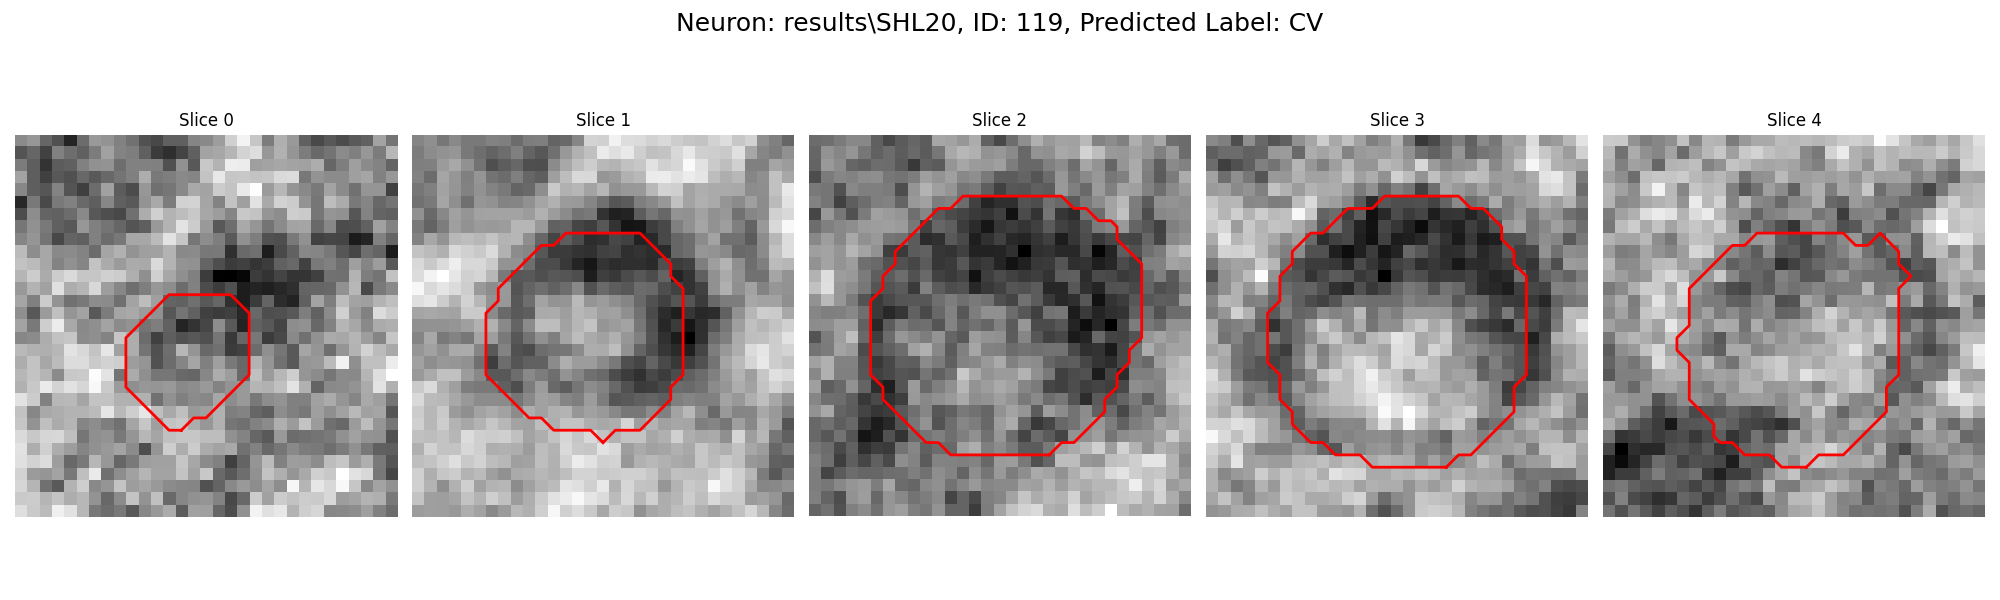 Neuron: results\SHL20, ID: 119, Predicted Label: CV
Slice 0
Slice 1
Slice 2
Slice 3
Slice 4